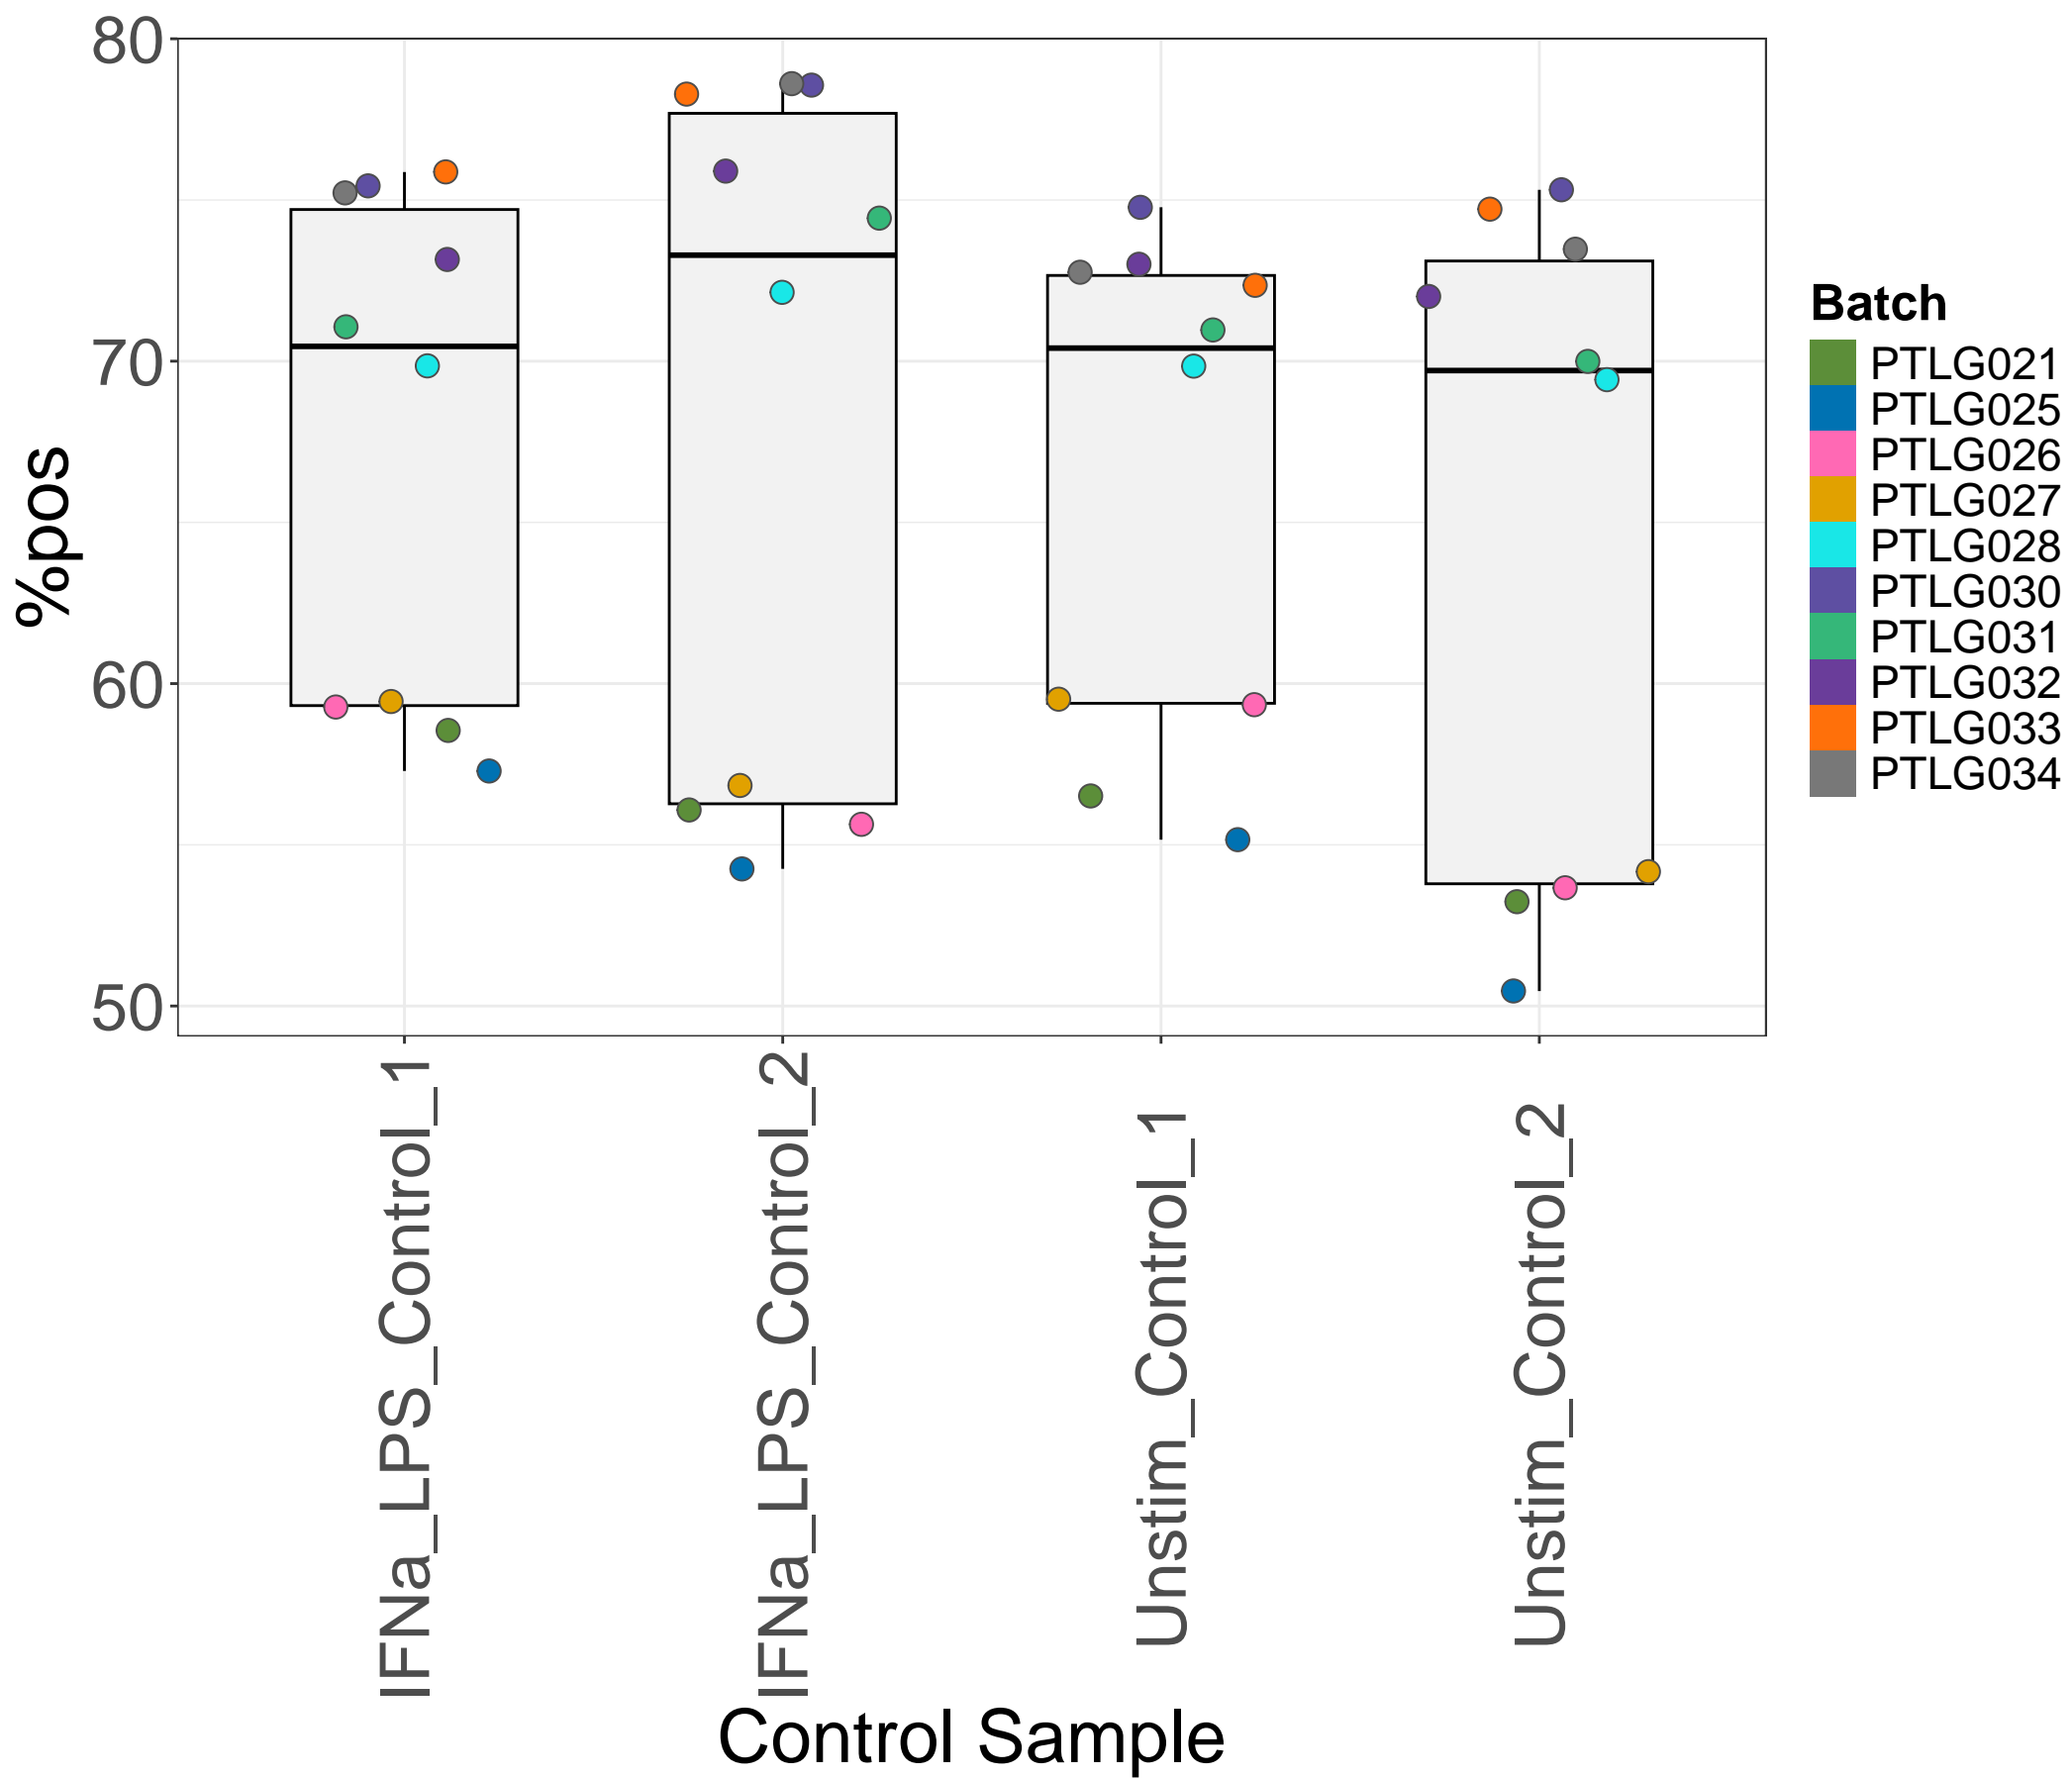 80
70
60
50
%pos
IFNa_LPS_Control_1
IFNa_LPS_Control_2
Unstim_Control_1
Unstim_Control_2
Control Sample
Batch
PTLG021
PTLG025
PTLG026
PTLG027
PTLG028
PTLG030
PTLG031
PTLG032
PTLG033
PTLG034